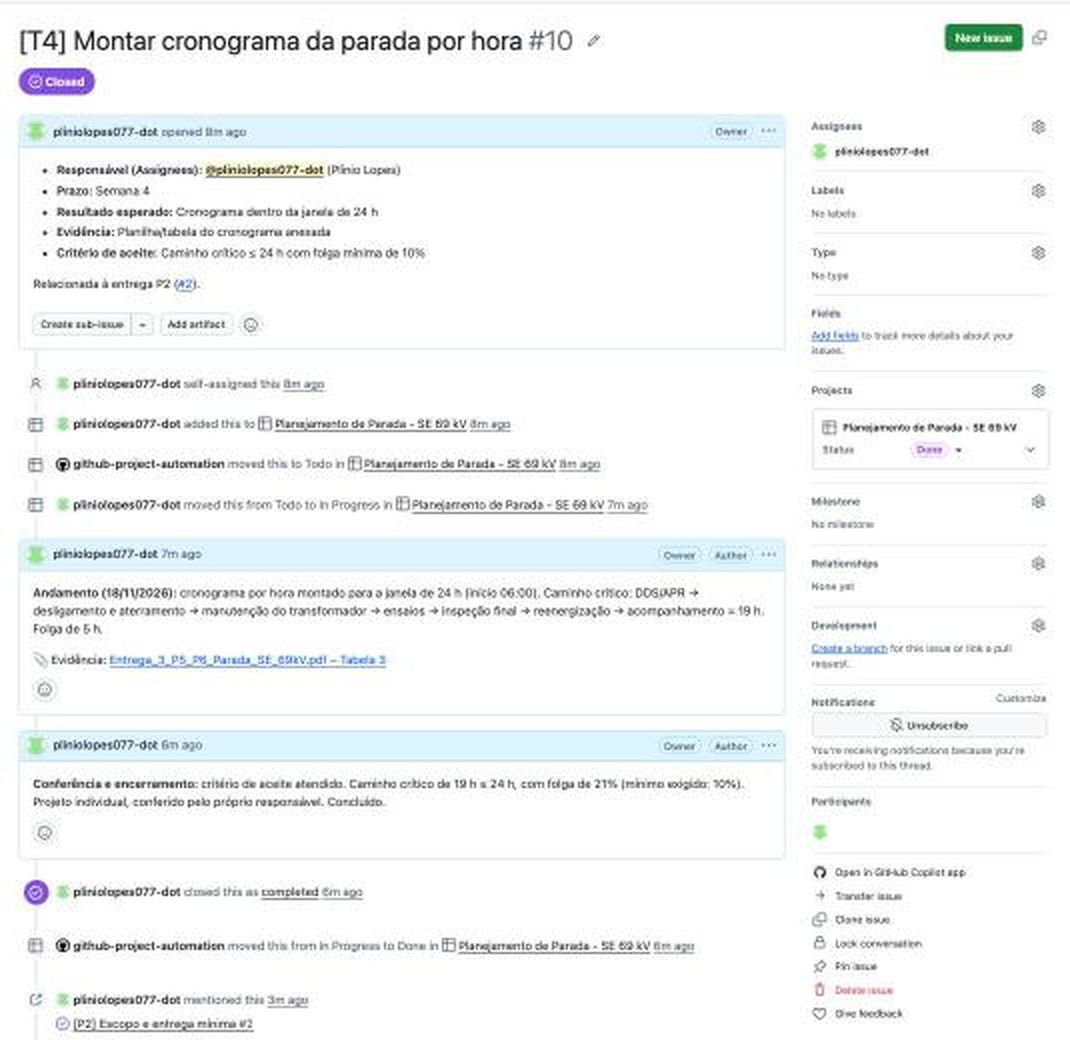 [T4] Montar cronograma da parada por hora #10
New issue
Closed
pliniolopes077-dot opened 8m ago
Owner
Responsável (Assignees): @pliniolopes077-dot (Plínio Lopes)
Prazo: Semana 4
Resultado esperado: Cronograma dentro da janela de 24 h
Evidência: Planilha/tabela do cronograma anexada
Critério de aceite: Caminho crítico ≤ 24 h com folga mínima de 10%
Relacionada à entrega P2 (#2).
Create sub-issue
Add artifact
pliniolopes077-dot self-assigned this 8m ago
pliniolopes077-dot added this to Planejamento de Parada - SE 69 kV 8m ago
github-project-automation moved this to Todo in Planejamento de Parada - SE 69 kV 8m ago
pliniolopes077-dot moved this from Todo to In Progress in Planejamento de Parada - SE 69 kV 7m ago
pliniolopes077-dot 7m ago
Owner
Author
Andamento (18/11/2026): cronograma por hora montado para a janela de 24 h (início 06:00). Caminho crítico: DDS/APR →
desligamento e aterramento → manutenção do transformador → ensaios → inspeção final → reenergização → acompanhamento = 19 h.
Folga de 5 h.
Evidência: Entrega_3_P5_P6_Parada_SE_69kV.pdf – Tabela 3
pliniolopes077-dot 6m ago
Owner
Author
Conferência e encerramento: critério de aceite atendido. Caminho crítico de 19 h ≤ 24 h, com folga de 21% (mínimo exigido: 10%).
Projeto individual, conferido pelo próprio responsável. Concluído.
pliniolopes077-dot closed this as completed 6m ago
github-project-automation moved this from In Progress to Done in Planejamento de Parada - SE 69 kV 6m ago
pliniolopes077-dot mentioned this 3m ago
[P2] Escopo e entrega mínima #2
Assignees
pliniolopes077-dot
Labels
No labels
Type
No type
Fields
Add fields to track more details about your
issues.
Projects
Planejamento de Parada - SE 69 kV
Status
Done
Milestone
No milestone
Relationships
None yet
Development
Create a branch for this issue or link a pull
request.
Notifications
Customize
Unsubscribe
You're receiving notifications because you're
subscribed to this thread.
Participants
Open in GitHub Copilot app
Transfer issue
Clone issue
Lock conversation
Pin issue
Delete issue
Give feedback